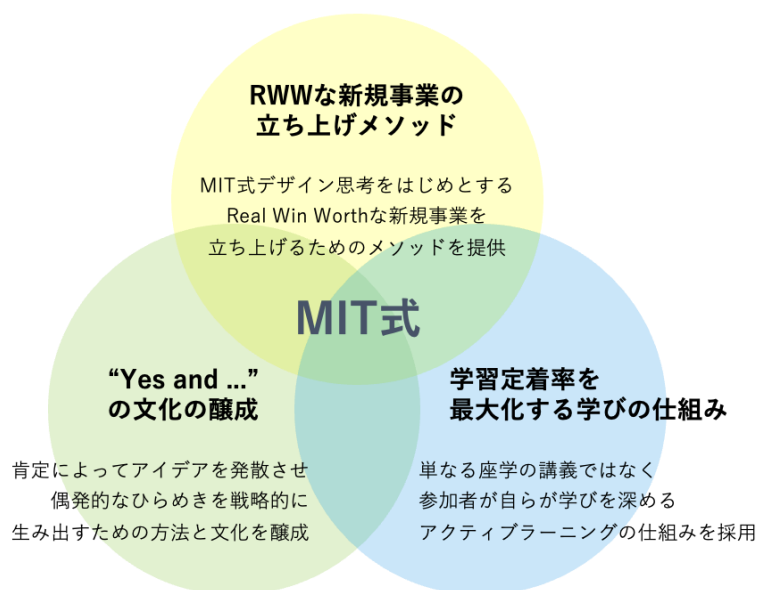 RWWな新規事業の
立ち上げメソッド
MIT式デザイン思考をはじめとする
Real Win Worthな新規事業を
立ち上げるためのメソッドを提供
MIT式
“Yes and ...”
の文化の醸成
肯定によってアイデアを発散させ
偶発的なひらめきを戦略的に
生み出すための方法と文化を醸成
学習定着率を
最大化する学びの仕組み
単なる座学の講義ではなく
参加者が自らが学びを深める
アクティブラーニングの仕組みを採用